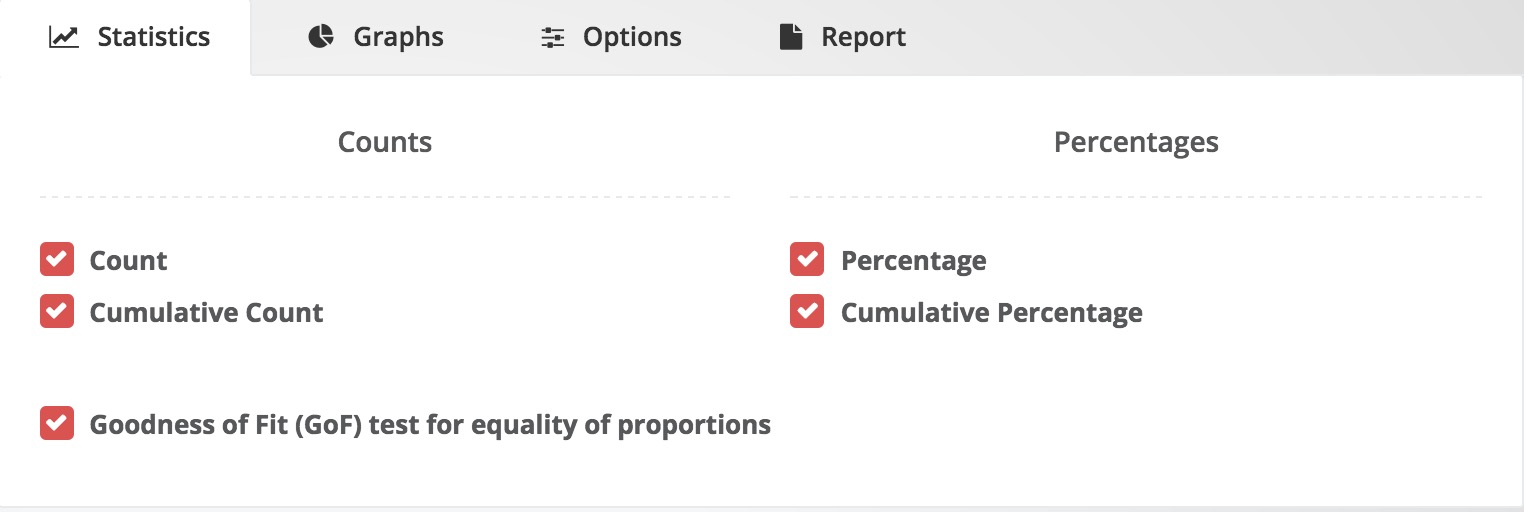 Statistics Graphs Options Report
Counts Percentages
Count Percentage
Cumulative Count Cumulative Percentage
Goodness of Fit (GoF) test for equality of proportions